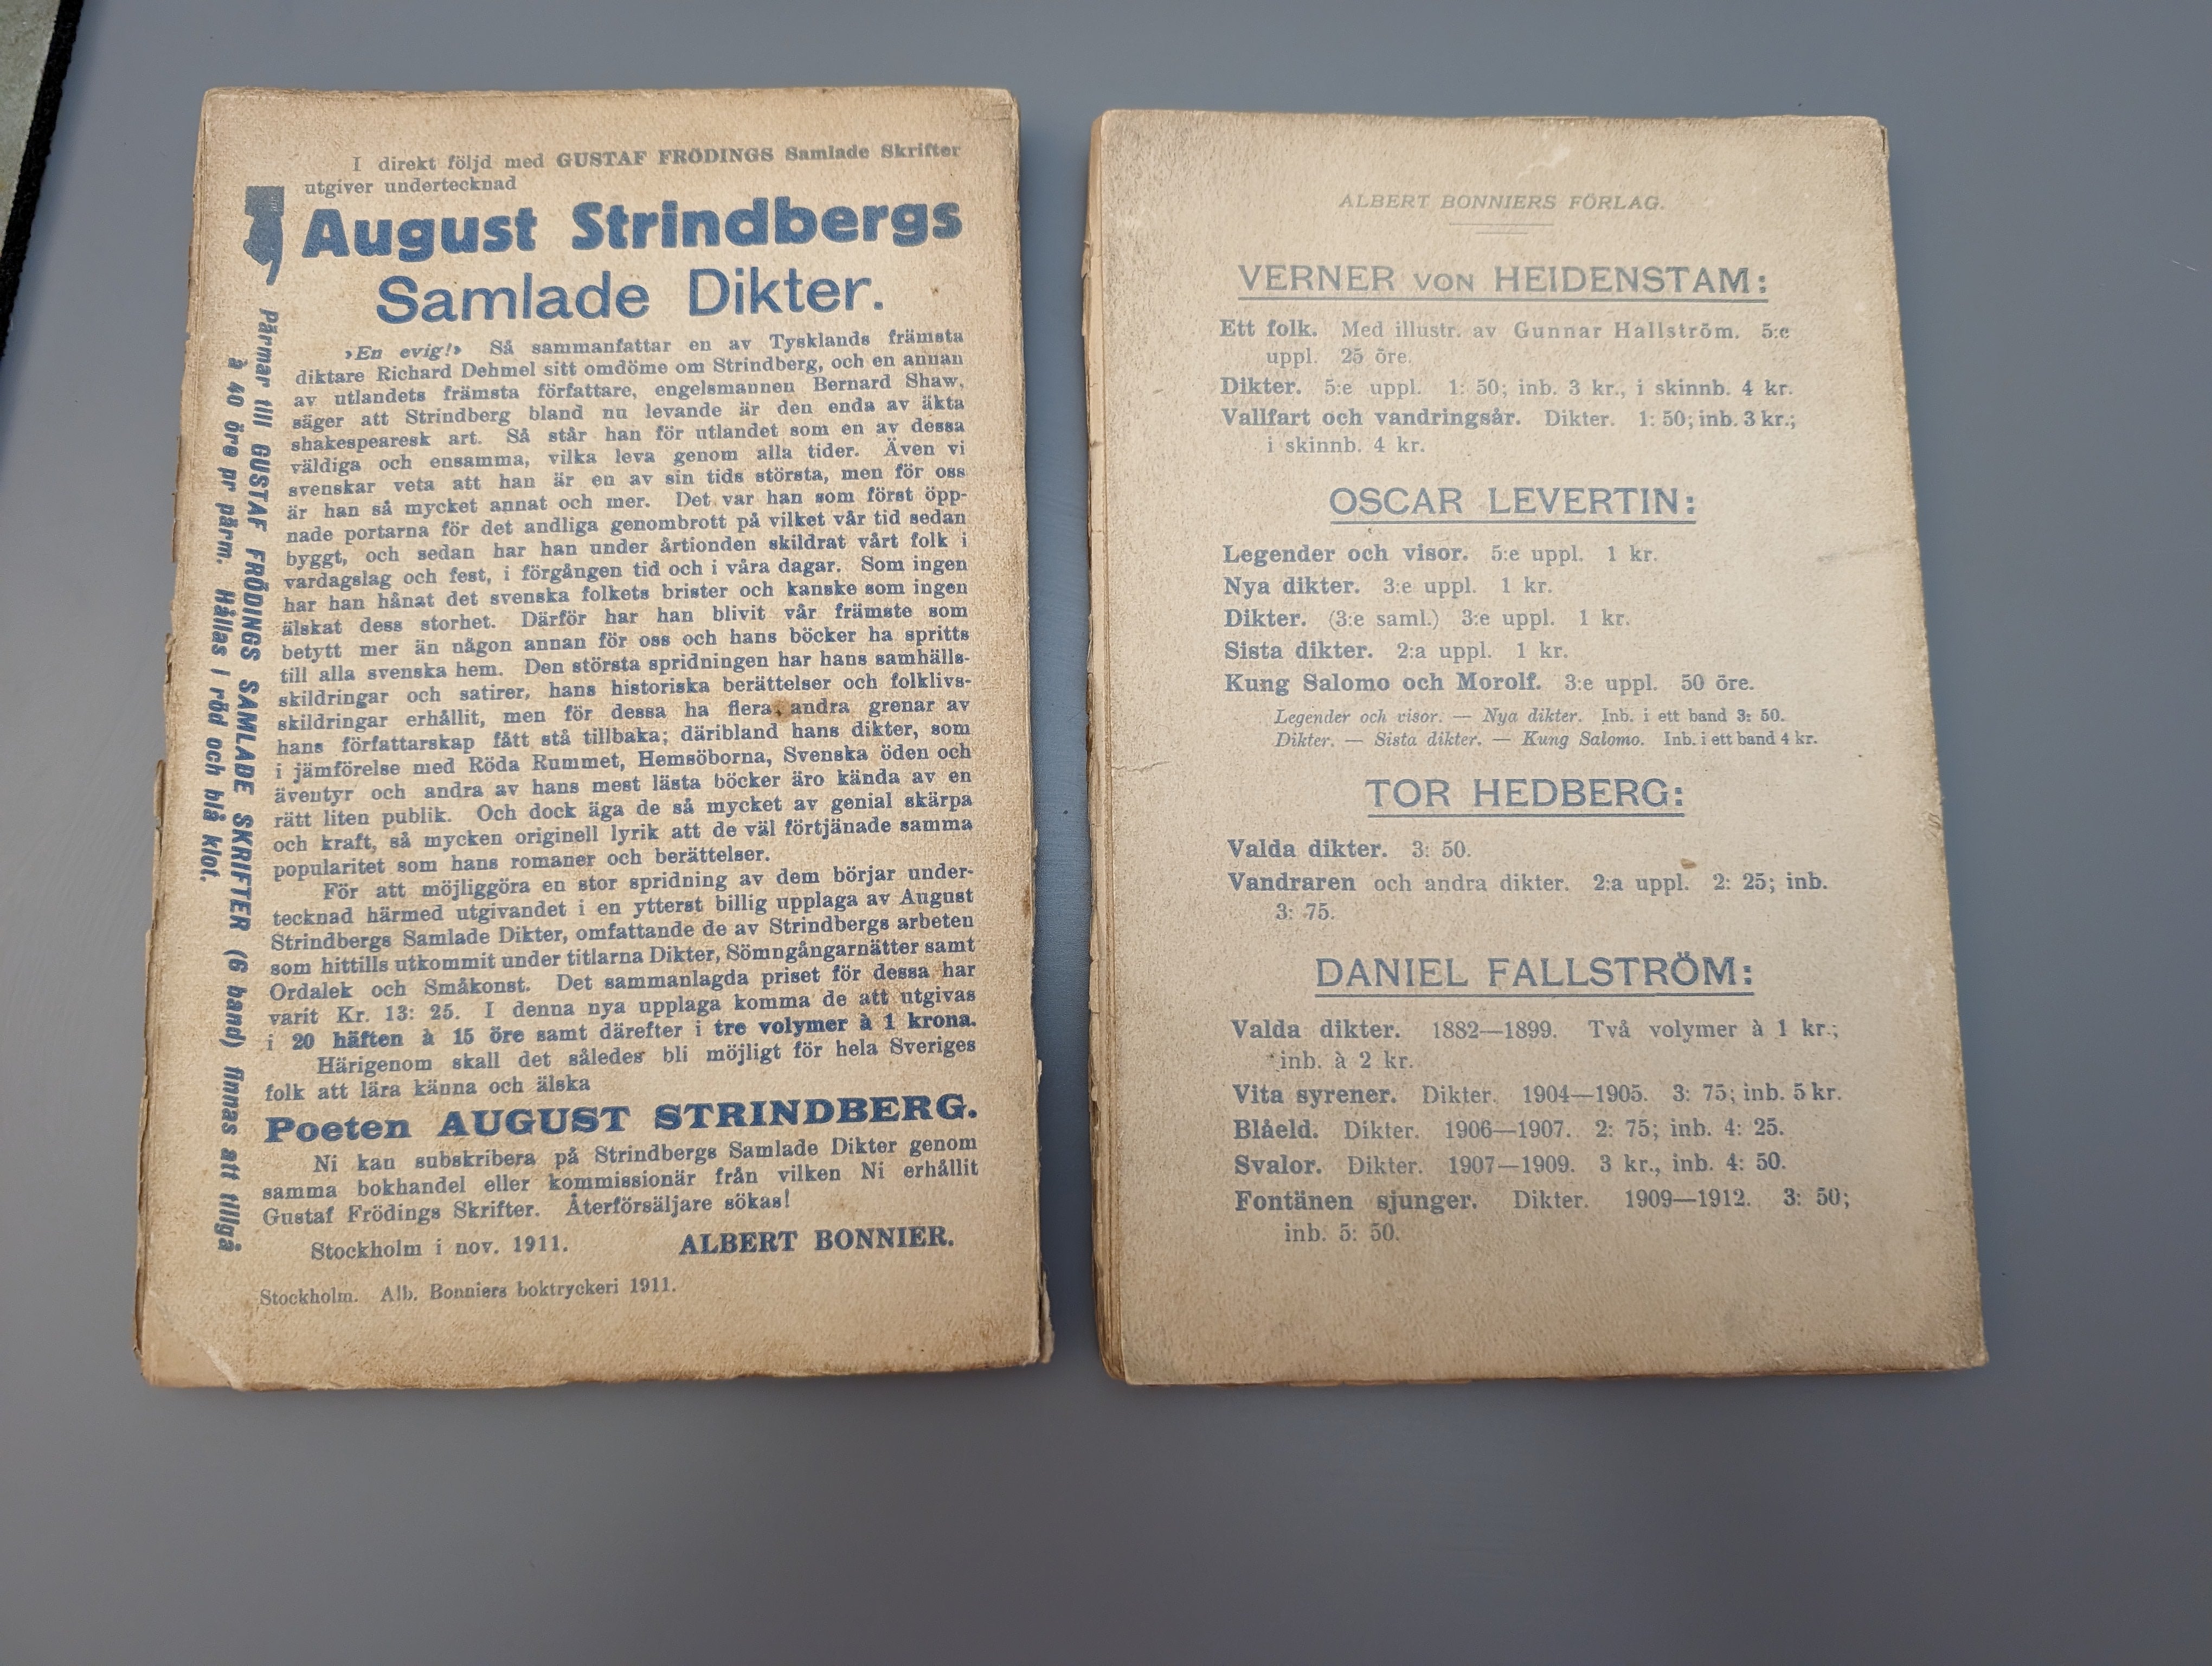 I direkt följd med GUSTAF FRÖDINGS Samlade Skrifter
utgiver undertecknad
August Strindbergs
Samlade Dikter.
»En evig!» Så sammanfattar en av Tysklands främsta
diktare Richard Dehmel sitt omdöme om Strindberg, och en annan
av utlandets främsta författare, engelsmannen Bernard Shaw,
säger att Strindberg bland nu levande är den enda av äkta
shakespearesk art. Så står han för utlandet som en av dessa
väldiga och ensamma, vilka leva genom alla tider. Även vi
svenskar veta att han är en av sin tids största, men för oss
är han så mycket annat och mer. Det var han som först öpp-
nade portarna för det andliga genombrott på vilket vår tid sedan
byggt, och sedan har han under årtionden skildrat vårt folk i
vardagslag och fest, i förgången tid och i våra dagar. Som ingen
har han hånat det svenska folkets brister och kanske som ingen
älskat dess storhet. Därför har han blivit vår främste som
betytt mer än någon annan för oss och hans böcker ha spritts
till alla svenska hem. Den största spridningen har hans samhälls-
skildringar och satirer, hans historiska berättelser och folklivs-
skildringar erhållit, men för dessa ha flera andra grenar av
hans författarskap fått stå tillbaka; däribland hans dikter, som
i jämförelse med Röda Rummet, Hemsöborna, Svenska öden och
äventyr och andra av hans mest lästa böcker äro kända av en
rätt liten publik. Och dock äga de så mycket av genial skärpa
och kraft, så mycken originell lyrik att de väl förtjänade samma
popularitet som hans romaner och berättelser.
För att möjliggöra en stor spridning av dem börjar under-
tecknad härmed utgivandet i en ytterst billig upplaga av August
Strindbergs Samlade Dikter, omfattande de av Strindbergs arbeten
som hittills utkommit under titlarna Dikter, Sömngångarnätter samt
Ordalek och Småkonst. Det sammanlagda priset för dessa har
varit Kr. 13: 25. I denna nya upplaga komma de att utgivas
i 20 häften à 15 öre samt därefter i tre volymer à 1 krona.
Härigenom skall det således bli möjligt för hela Sveriges
folk att lära känna och älska
Poeten AUGUST STRINDBERG.
Ni kan subskribera på Strindbergs Samlade Dikter genom
samma bokhandel eller kommissionär från vilken Ni erhållit
Gustaf Frödings Skrifter. Återförsäljare sökas!
Stockholm i nov. 1911. ALBERT BONNIER.
Stockholm. Alb. Bonniers boktryckeri 1911.
Pärmar till GUSTAF FRÖDINGS SAMLADE SKRIFTER (6 band) finnas att tillgå
à 40 öre pr pärm. Hållas i röd och blå klot.
ALBERT BONNIERS FÖRLAG.
VERNER VON HEIDENSTAM:
Ett folk. Med illustr. av Gunnar Hallström. 5:e
uppl. 25 öre.
Dikter. 5:e uppl. 1: 50; inb. 3 kr., i skinnb. 4 kr.
Vallfart och vandringsår. Dikter. 1: 50; inb. 3 kr.;
i skinnb. 4 kr.
OSCAR LEVERTIN:
Legender och visor. 5:e uppl. 1 kr.
Nya dikter. 3:e uppl. 1 kr.
Dikter. (3:e saml.) 3:e uppl. 1 kr.
Sista dikter. 2:a uppl. 1 kr.
Kung Salomo och Morolf. 3:e uppl. 50 öre.
Legender och visor. — Nya dikter. Inb. i ett band 3: 50.
Dikter. — Sista dikter. — Kung Salomo. Inb. i ett band 4 kr.
TOR HEDBERG:
Valda dikter. 3: 50.
Vandraren och andra dikter. 2:a uppl. 2: 25; inb.
3: 75.
DANIEL FALLSTRÖM:
Valda dikter. 1882—1899. Två volymer à 1 kr.;
inb. à 2 kr.
Vita syrener. Dikter. 1904—1905. 3: 75; inb. 5 kr.
Blåeld. Dikter. 1906—1907. 2: 75; inb. 4: 25.
Svalor. Dikter. 1907—1909. 3 kr., inb. 4: 50.
Fontänen sjunger. Dikter. 1909—1912. 3: 50;
inb. 5: 50.